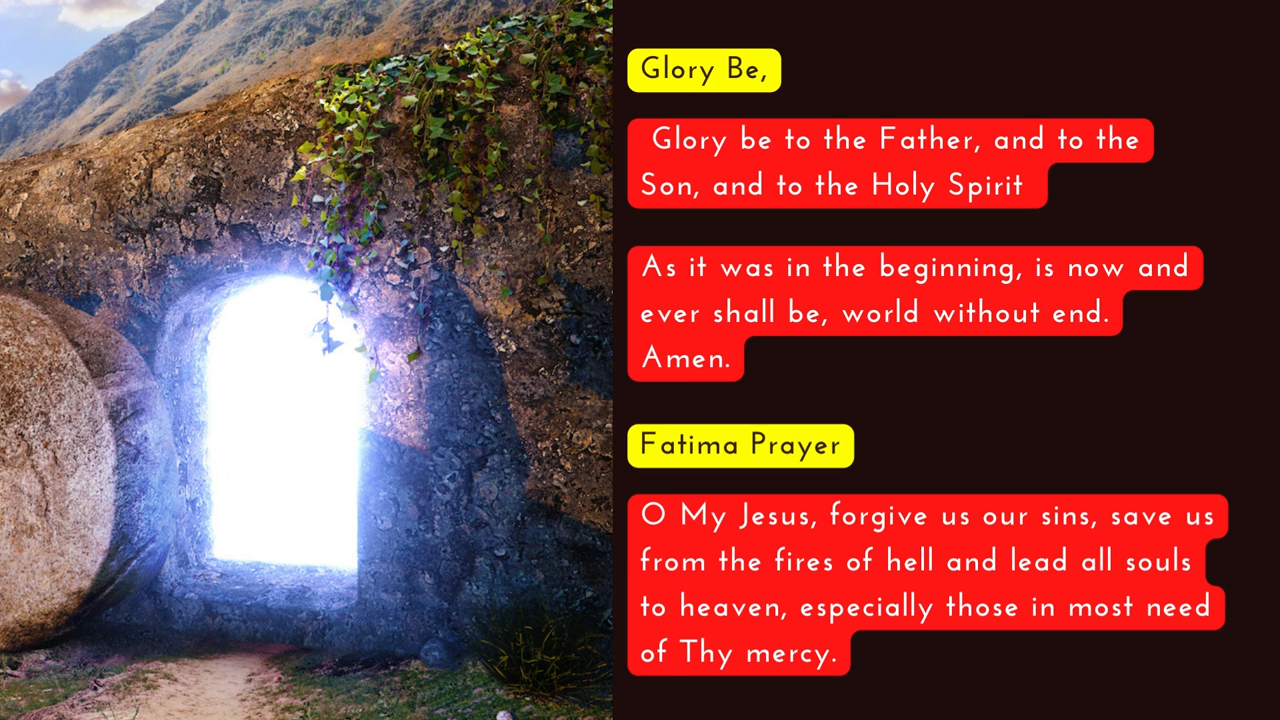 Glory Be,
Glory be to the Father, and to the
Son, and to the Holy Spirit
As it was in the beginning, is now and
ever shall be, world without end.
Amen.
Fatima Prayer
O My Jesus, forgive us our sins, save us
from the fires of hell and lead all souls
to heaven, especially those in most need
of Thy mercy.